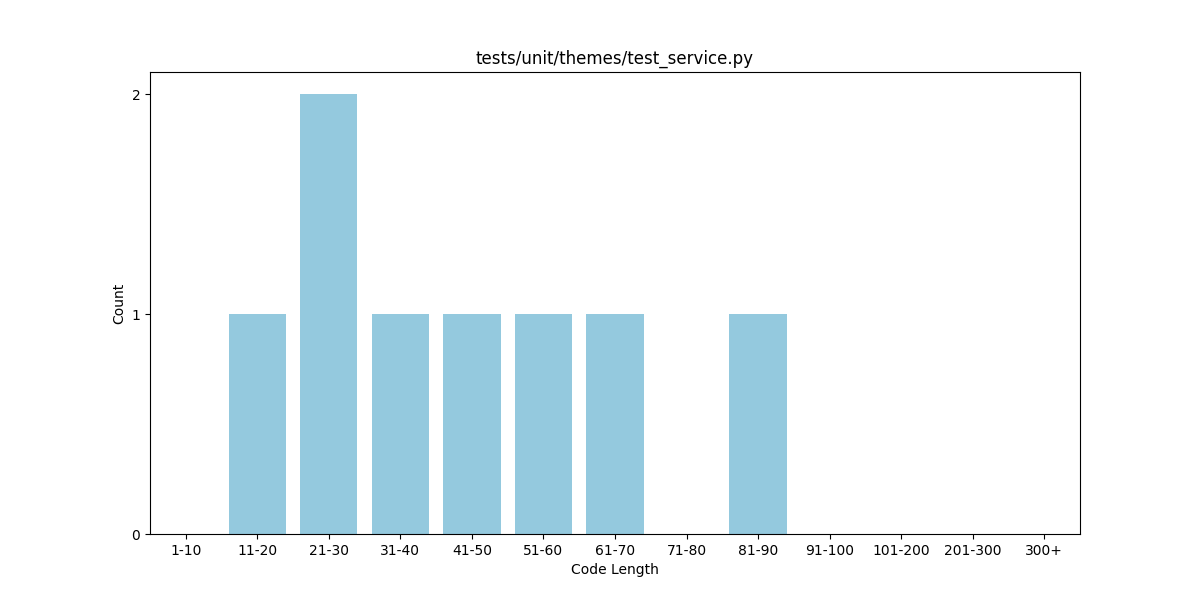 tests/unit/themes/test_service.py
2
1
0
Count
1-10 11-20 21-30 31-40 41-50 51-60 61-70 71-80 81-90 91-100 101-200 201-300 300+
Code Length